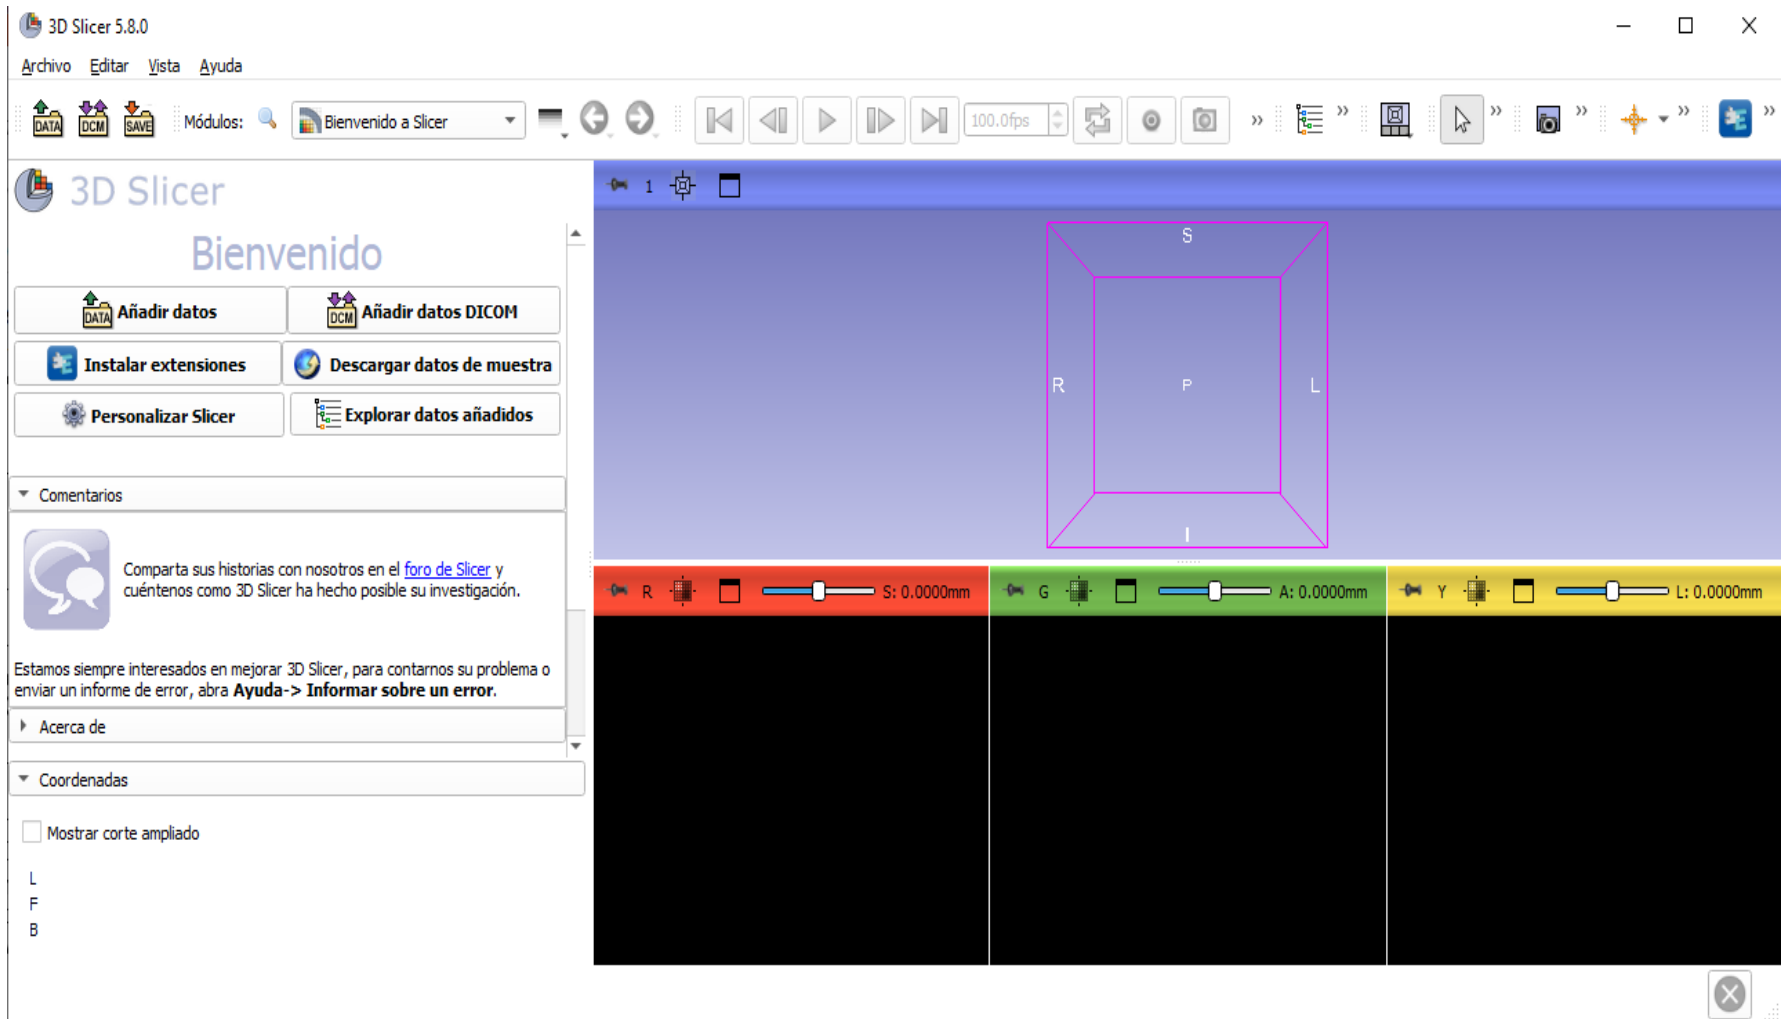 3D Slicer 5.8.0
Archivo Editar Vista Ayuda
DATA DCM SAVE Módulos: Bienvenido a Slicer 100.0fps
3D Slicer
Bienvenido
DATA Añadir datos DCM Añadir datos DICOM
Instalar extensiones Descargar datos de muestra
Personalizar Slicer Explorar datos añadidos
Comentarios
Comparta sus historias con nosotros en el foro de Slicer y
cuéntenos como 3D Slicer ha hecho posible su investigación.
Estamos siempre interesados en mejorar 3D Slicer, para contarnos su problema o
enviar un informe de error, abra Ayuda-> Informar sobre un error.
Acerca de
Coordenadas
Mostrar corte ampliado
L
F
B
1
S
R P L
I
R S: 0.0000mm
G A: 0.0000mm
Y L: 0.0000mm